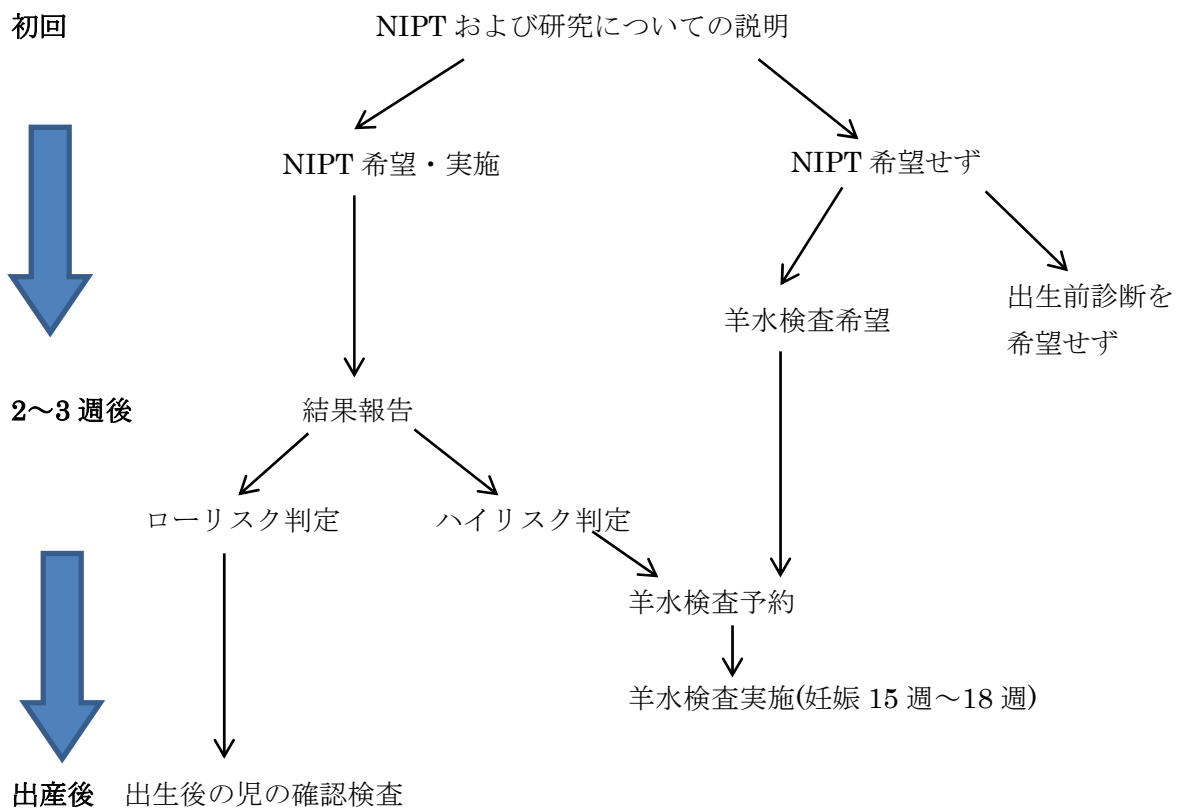 初回 NIPT および研究についての説明
NIPT 希望・実施
NIPT 希望せず
出生前診断を
希望せず
羊水検査希望
2～3 週後 結果報告
ローリスク判定
ハイリスク判定
羊水検査予約
羊水検査実施(妊娠 15 週～18 週)
出産後 出生後の児の確認検査